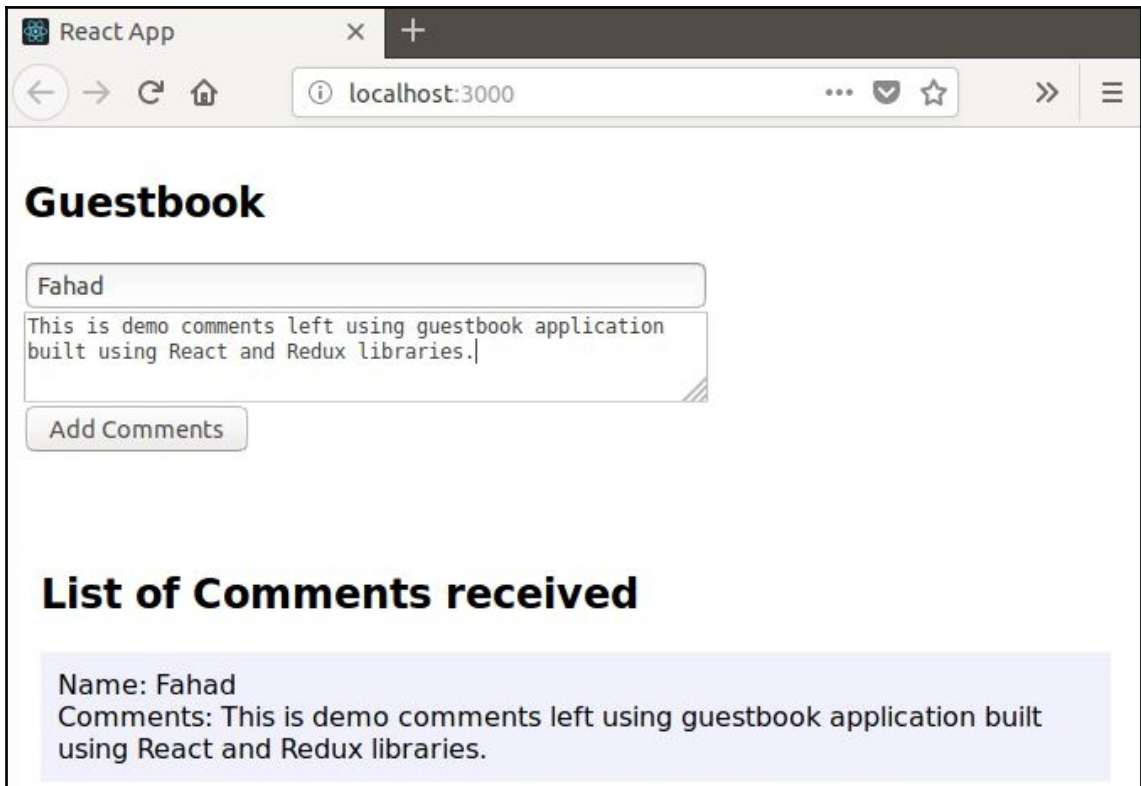 React App
localhost:3000
Guestbook
Fahad
This is demo comments left using guestbook application
built using React and Redux libraries.
Add Comments
List of Comments received
Name: Fahad
Comments: This is demo comments left using guestbook application built
using React and Redux libraries.